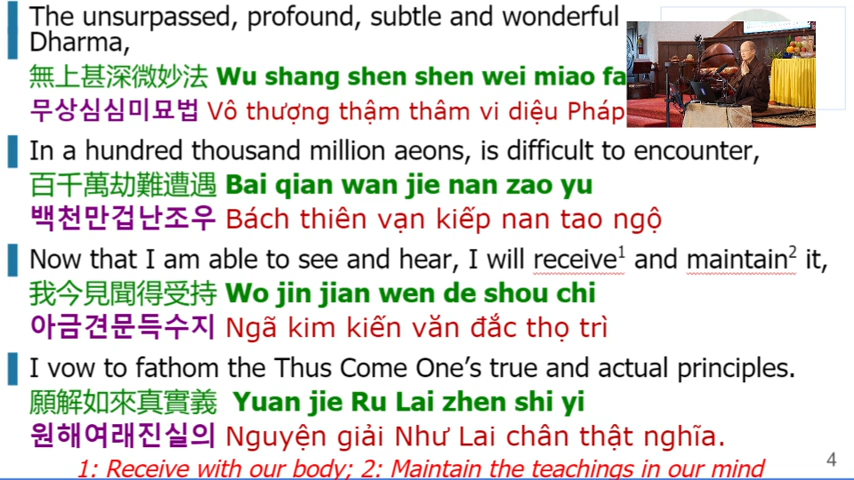 The unsurpassed, profound, subtle and wonderful
Dharma,
無上甚深微妙法 Wu shang shen shen wei miao fa
무상심심미묘법 Vô thượng thậm thâm vi diệu Pháp
In a hundred thousand million aeons, is difficult to encounter,
百千萬劫難遭遇 Bai qian wan jie nan zao yu
백천만겁난조우 Bách thiên vạn kiếp nan tao ngộ
Now that I am able to see and hear, I will receive1 and maintain2 it,
我今見聞得受持 Wo jin jian wen de shou chi
아금견문득수지 Ngã kim kiến văn đắc thọ trì
I vow to fathom the Thus Come One’s true and actual principles.
願解如來真實義 Yuan jie Ru Lai zhen shi yi
원해여래진실의 Nguyện giải Như Lai chân thật nghĩa.
1: Receive with our body; 2: Maintain the teachings in our mind
4